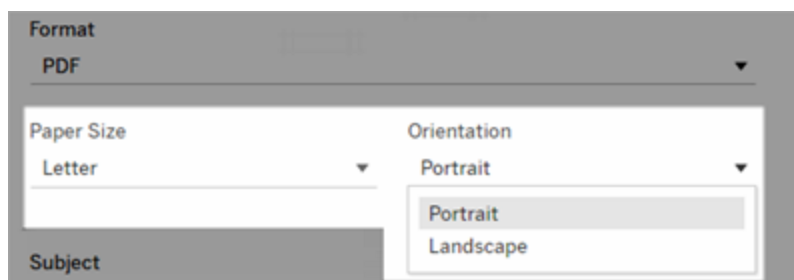 Format
PDF
Paper Size
Letter
Orientation
Portrait
Portrait
Landscape
Subject